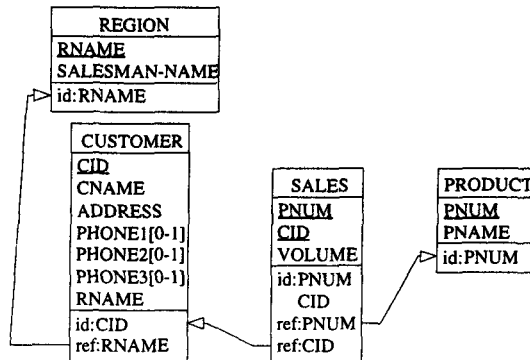 REGION
RNAME
SALESMAN-NAME
id:RNAME
CUSTOMER
CID
CNAME
ADDRESS
PHONE1[0-1]
PHONE2[0-1]
PHONE3[0-1]
RNAME
id:CID
ref:RNAME
SALES
PNUM
CID
VOLUME
id:PNUM
CID
ref:PNUM
ref:CID
PRODUCT
PNUM
PNAME
id:PNUM